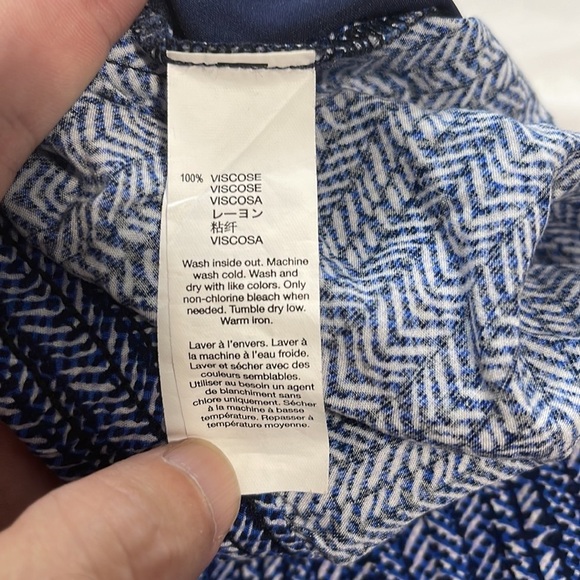 100% VISCOSE
VISCOSE
VISCOSA
レーヨン
粘纤
VISCOSA
Wash inside out. Machine
wash cold. Wash and
dry with like colors. Only
non-chlorine bleach when
needed. Tumble dry low.
Warm iron.
Laver à l'envers. Laver à
la machine à l'eau froide.
Laver et sécher avec des
couleurs semblables.
Utiliser au besoin un agent
de blanchiment sans
chlore uniquement. Sécher
à la machine à basse
température. Repasser à
température moyenne.